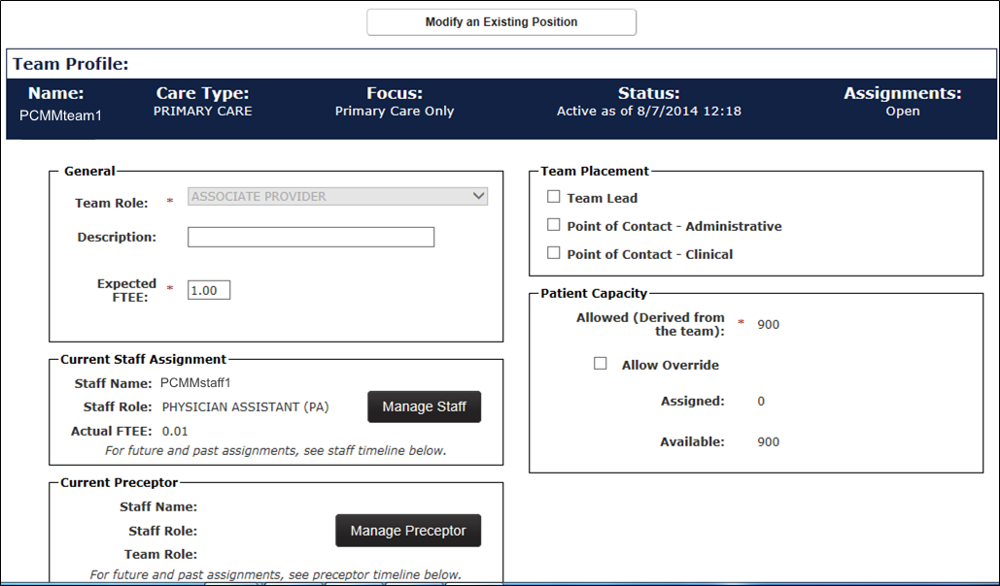 Modify an Existing Position
Team Profile:
Name: Care Type: Focus: Status: Assignments:
PCMMteam1 PRIMARY CARE Primary Care Only Active as of 8/7/2014 12:18 Open
General
Team Role: * ASSOCIATE PROVIDER
Description:
Expected
FTEE: * 1.00
Current Staff Assignment
Staff Name: PCMMstaff1
Staff Role: PHYSICIAN ASSISTANT (PA)
Manage Staff
Actual FTEE: 0.01
For future and past assignments, see staff timeline below.
Current Preceptor
Staff Name:
Staff Role:
Manage Preceptor
Team Role:
For future and past assignments, see preceptor timeline below.
Team Placement
Team Lead
Point of Contact - Administrative
Point of Contact - Clinical
Patient Capacity
Allowed (Derived from
the team): * 900
Allow Override
Assigned: 0
Available: 900